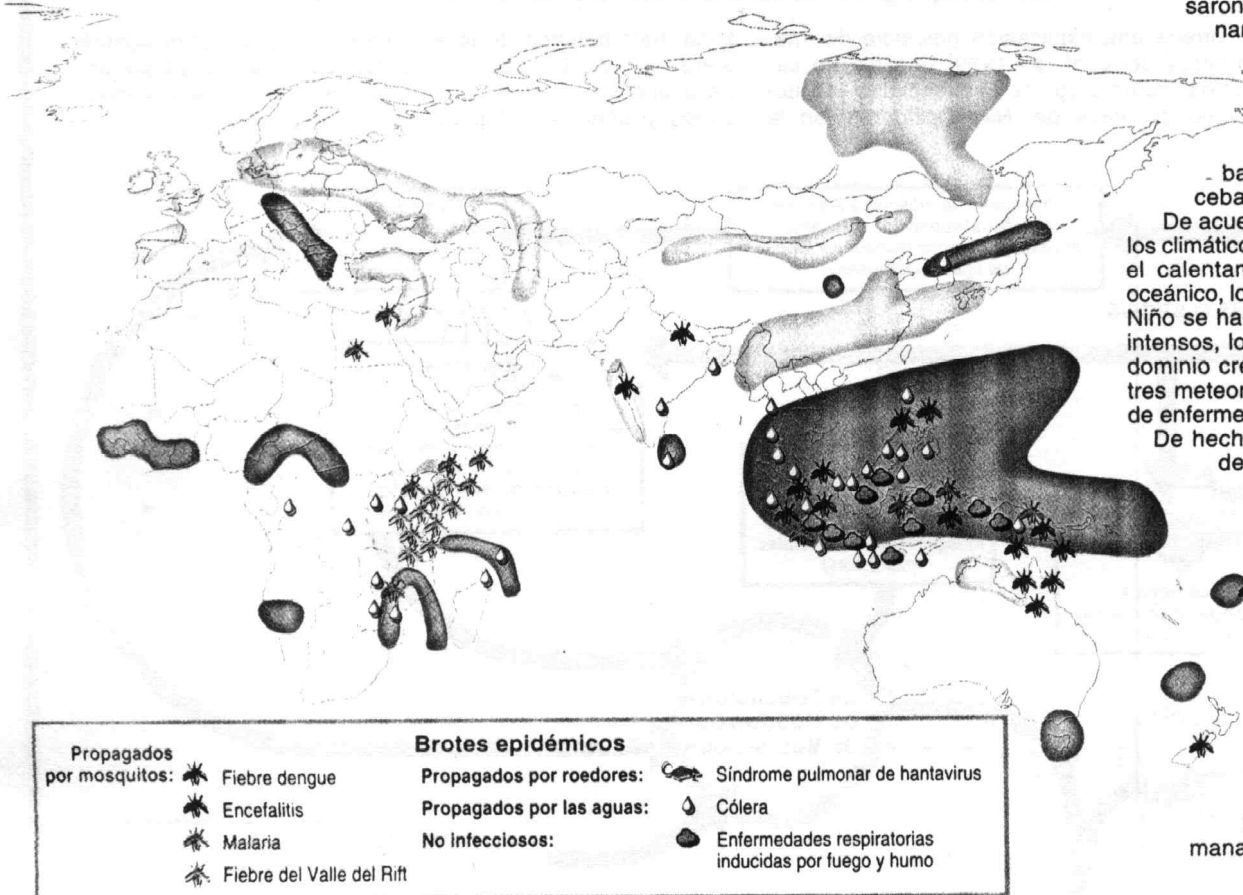 saron
nar
ba
ceba
De acue
los climático
el calentam
oceánico, lo
Niño se ha
intensos, lo
dominio cre
tres meteor
de enferme
De hech
de
mana
Brotes epidémicos
Propagados
por mosquitos:
Fiebre dengue
Encefalitis
Malaria
Fiebre del Valle del Rift
Propagados por roedores:
Síndrome pulmonar de hantavirus
Propagados por las aguas:
Cólera
No infecciosos:
Enfermedades respiratorias
inducidas por fuego y humo